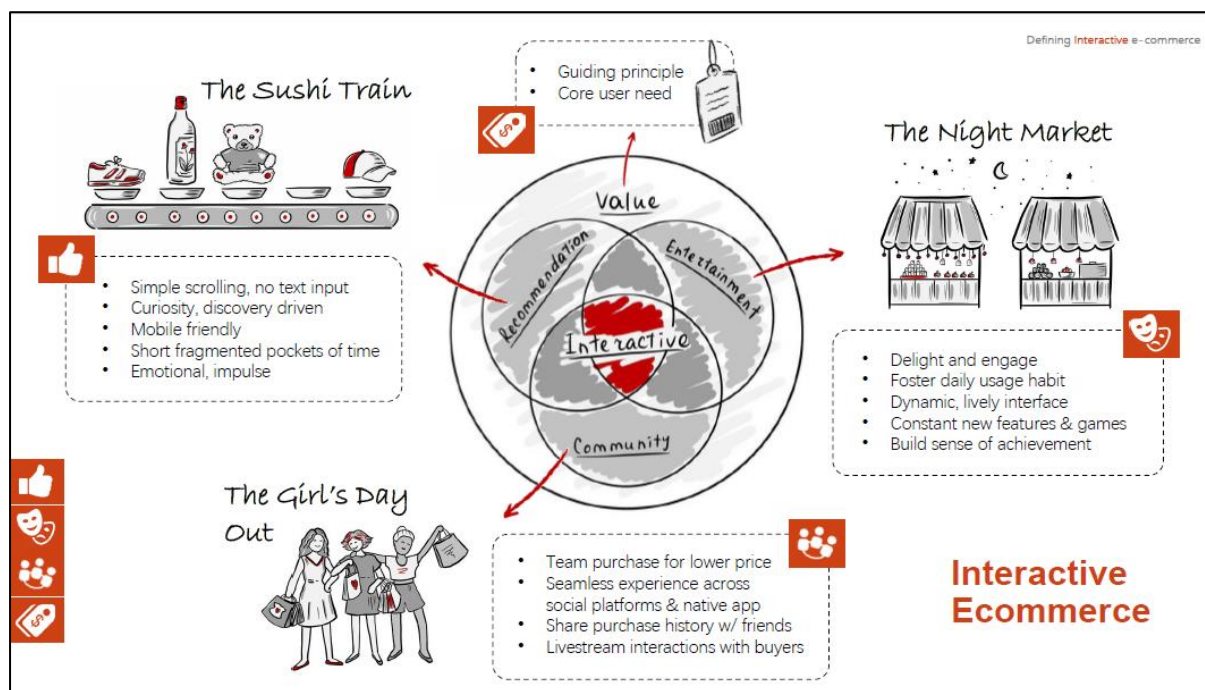 Defining Interactive e-commerce
The Sushi Train
• Guiding principle
• Core user need
The Night Market
Value
Recommendation
Entertainment
Interactive
Community
• Simple scrolling, no text input
• Curiosity, discovery driven
• Mobile friendly
• Short fragmented pockets of time
• Emotional, impulse
• Delight and engage
• Foster daily usage habit
• Dynamic, lively interface
• Constant new features & games
• Build sense of achievement
The Girl's Day
Out
• Team purchase for lower price
• Seamless experience across
social platforms & native app
• Share purchase history w/ friends
• Livestream interactions with buyers
Interactive
Ecommerce